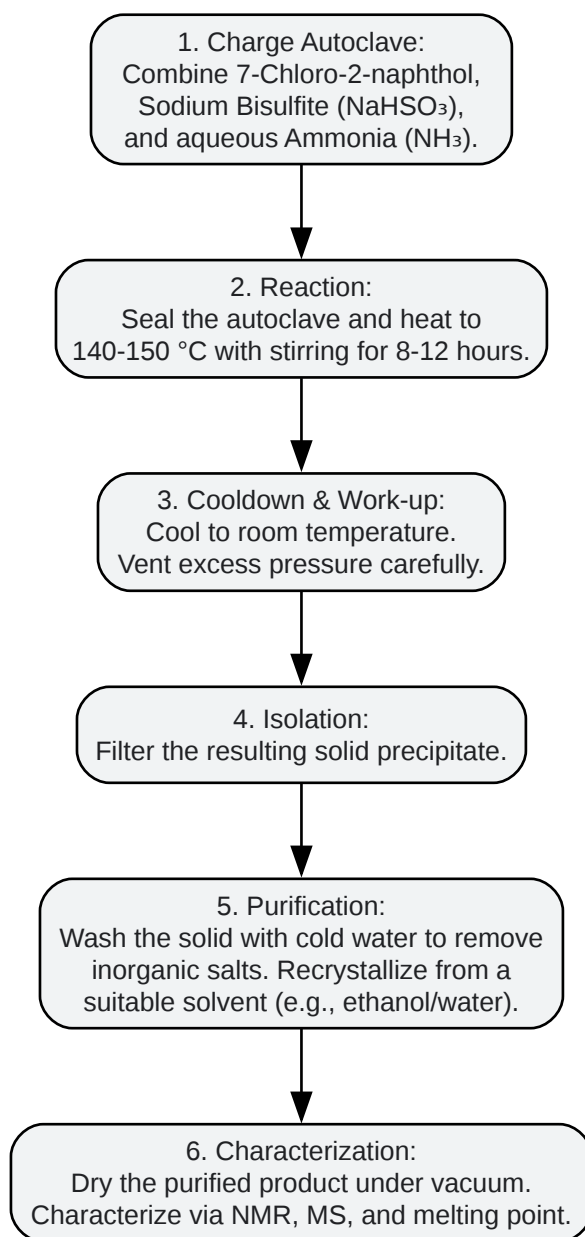 1. Charge Autoclave:
Combine 7-Chloro-2-naphthol,
Sodium Bisulfite (NaHSO₃),
and aqueous Ammonia (NH₃).
2. Reaction:
Seal the autoclave and heat to
140-150 °C with stirring for 8-12 hours.
3. Cooldown & Work-up:
Cool to room temperature.
Vent excess pressure carefully.
4. Isolation:
Filter the resulting solid precipitate.
5. Purification:
Wash the solid with cold water to remove
inorganic salts. Recrystallize from a
suitable solvent (e.g., ethanol/water).
6. Characterization:
Dry the purified product under vacuum.
Characterize via NMR, MS, and melting point.